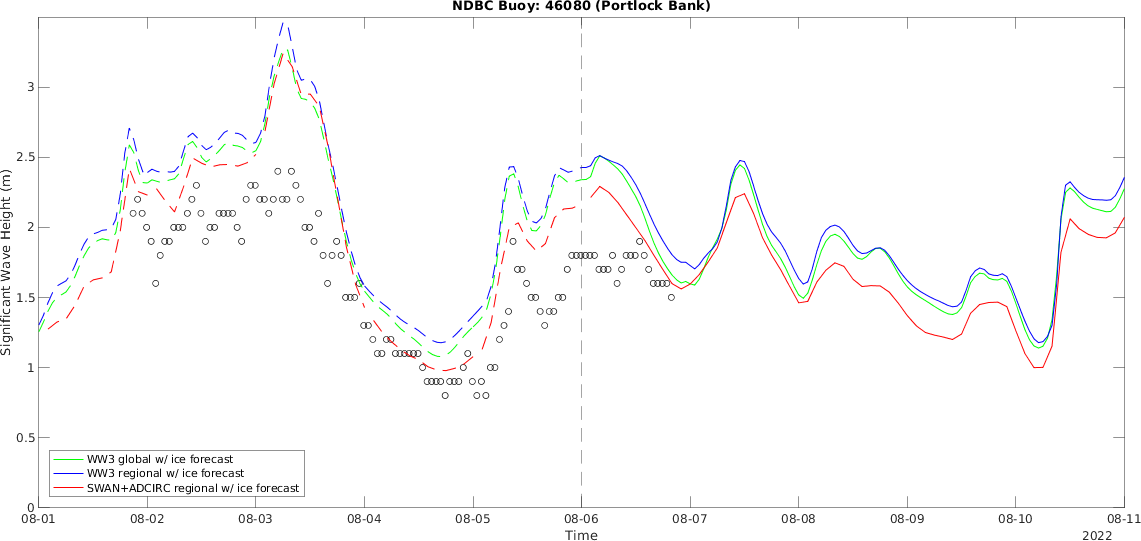 NDBC Buoy: 46080 (Portlock Bank)
Significant Wave Height (m)
3
2.5
2
1.5
1
0.5
0
WW3 global w/ ice forecast
WW3 regional w/ ice forecast
SWAN+ADCIRC regional w/ ice forecast
08-01 08-02 08-03 08-04 08-05 08-06 08-07 08-08 08-09 08-10 08-11
Time
2022